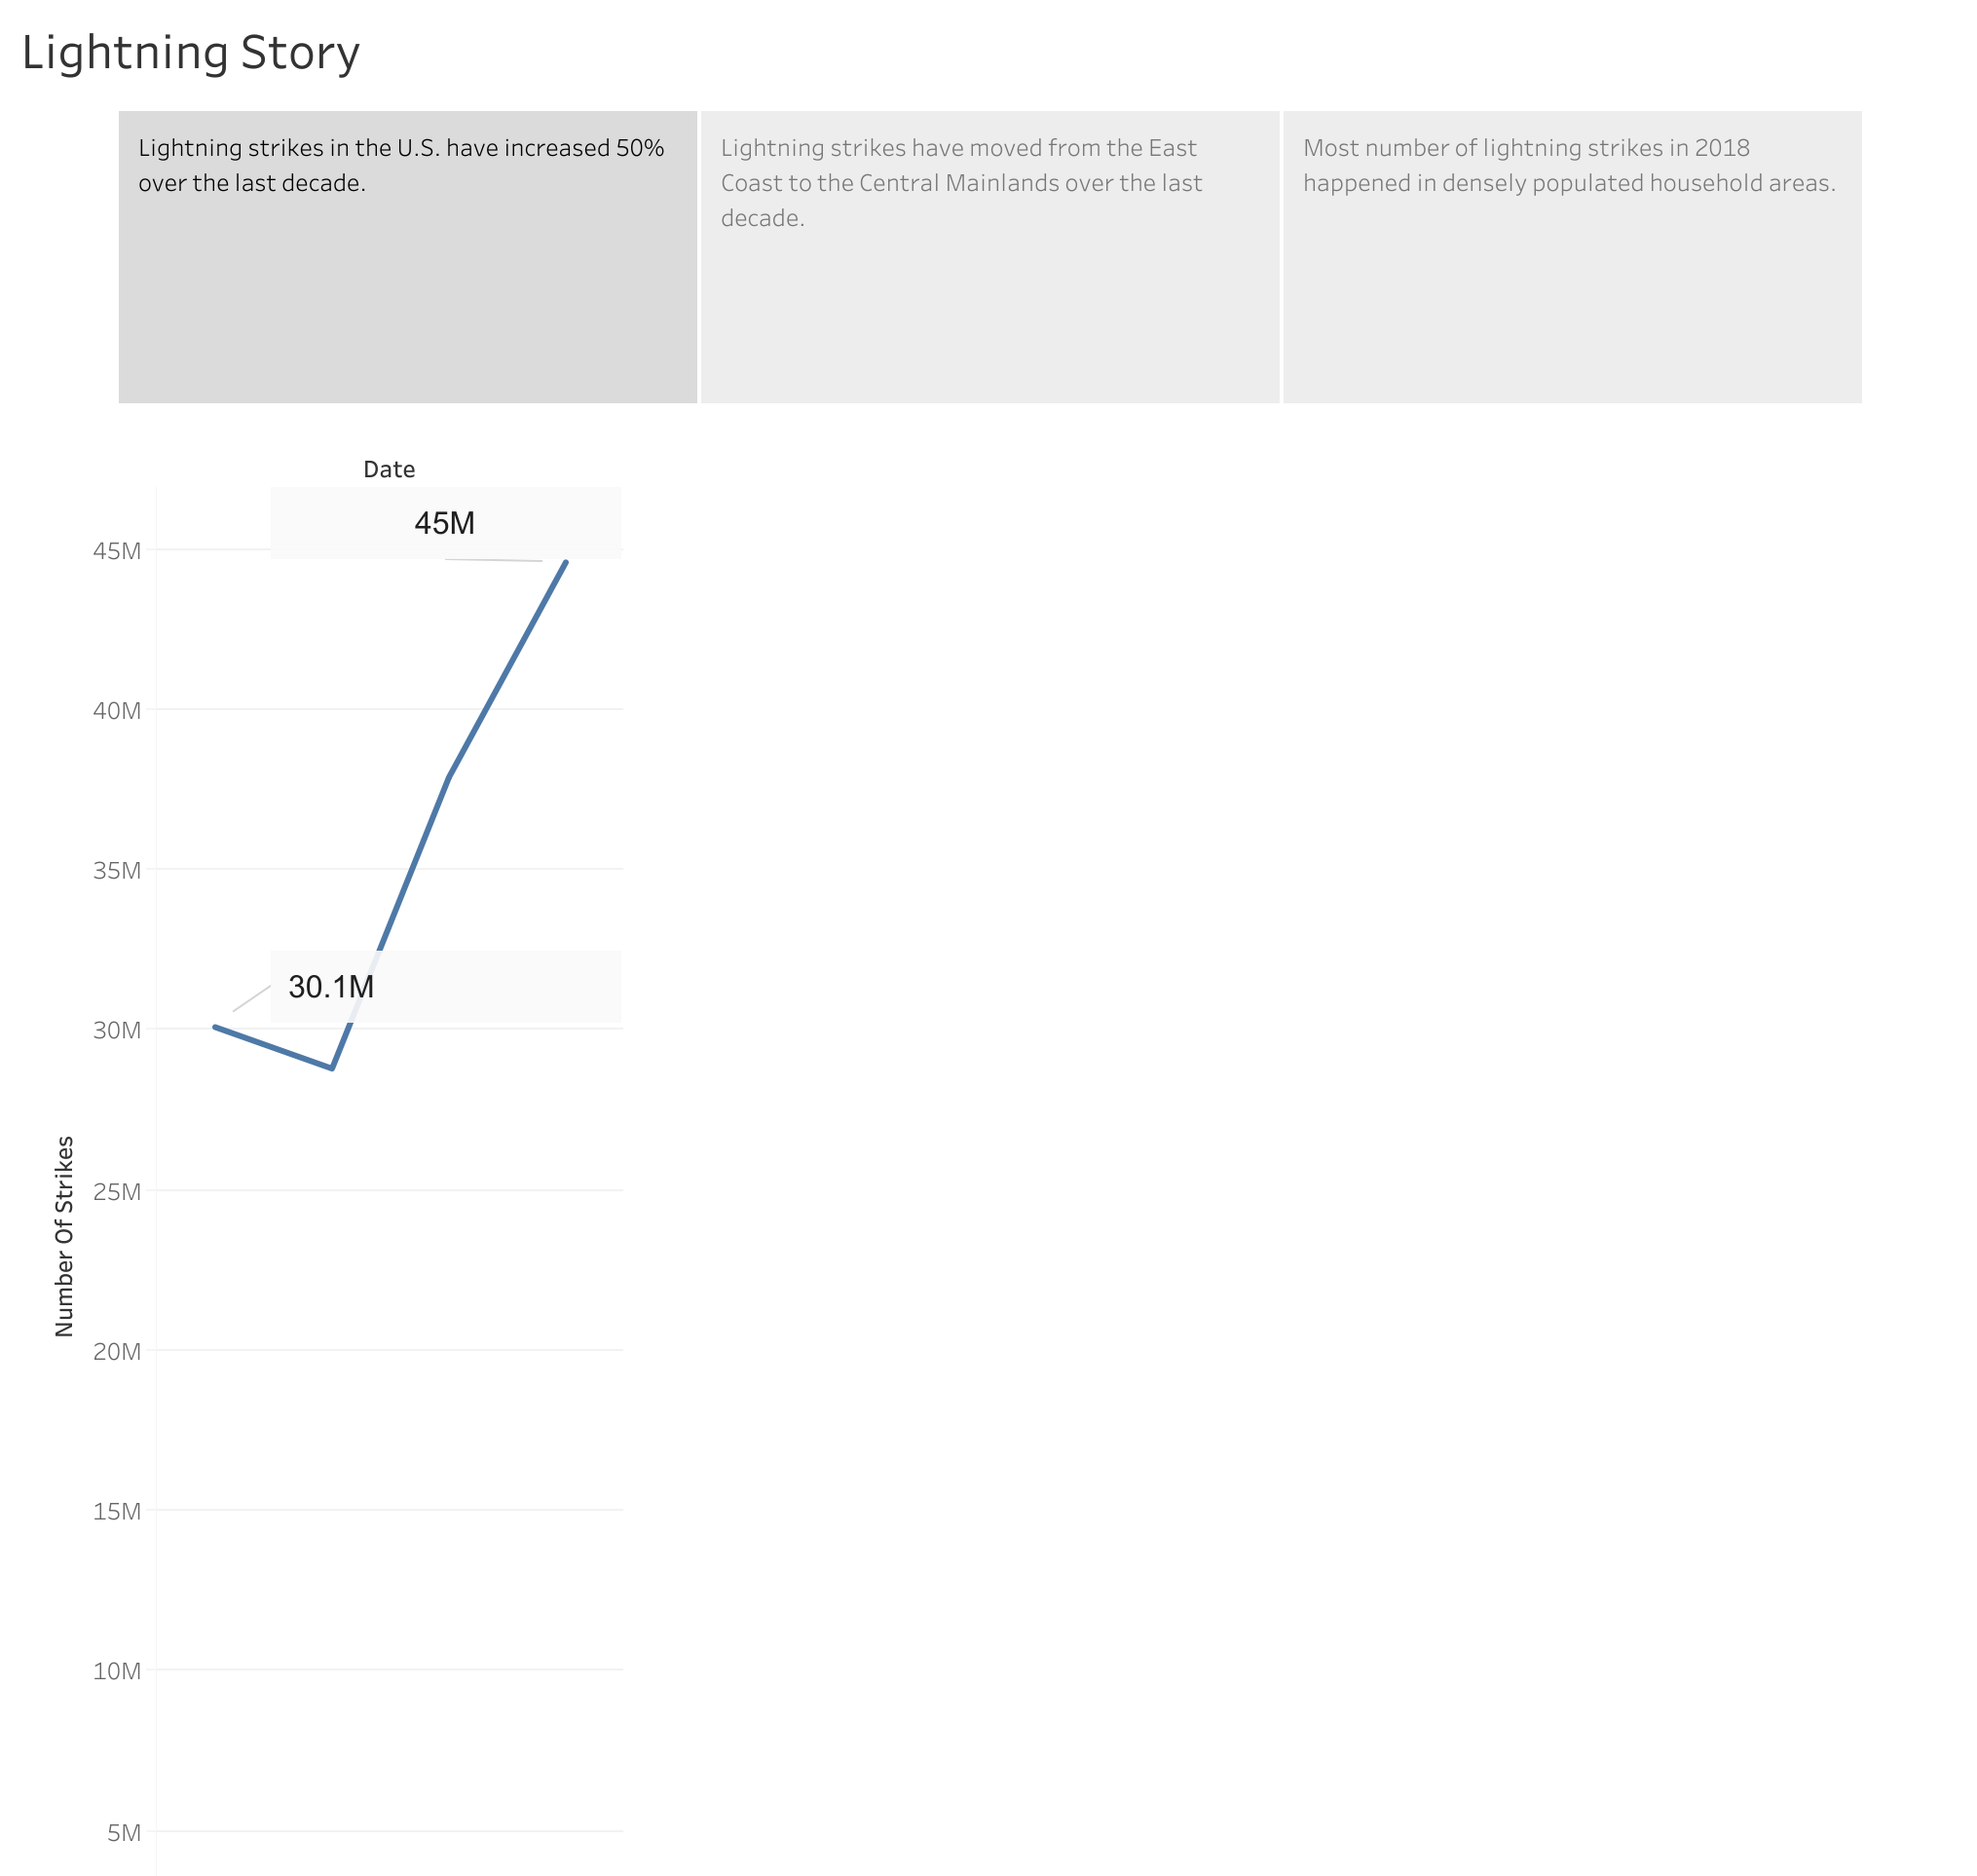 Lightning Story
Lightning strikes in the U.S. have increased 50%
over the last decade.
Lightning strikes have moved from the East
Coast to the Central Mainlands over the last
decade.
Most number of lightning strikes in 2018
happened in densely populated household areas.
Date
45M
45M
40M
35M
30.1M
30M
25M
Number Of Strikes
20M
15M
10M
5M